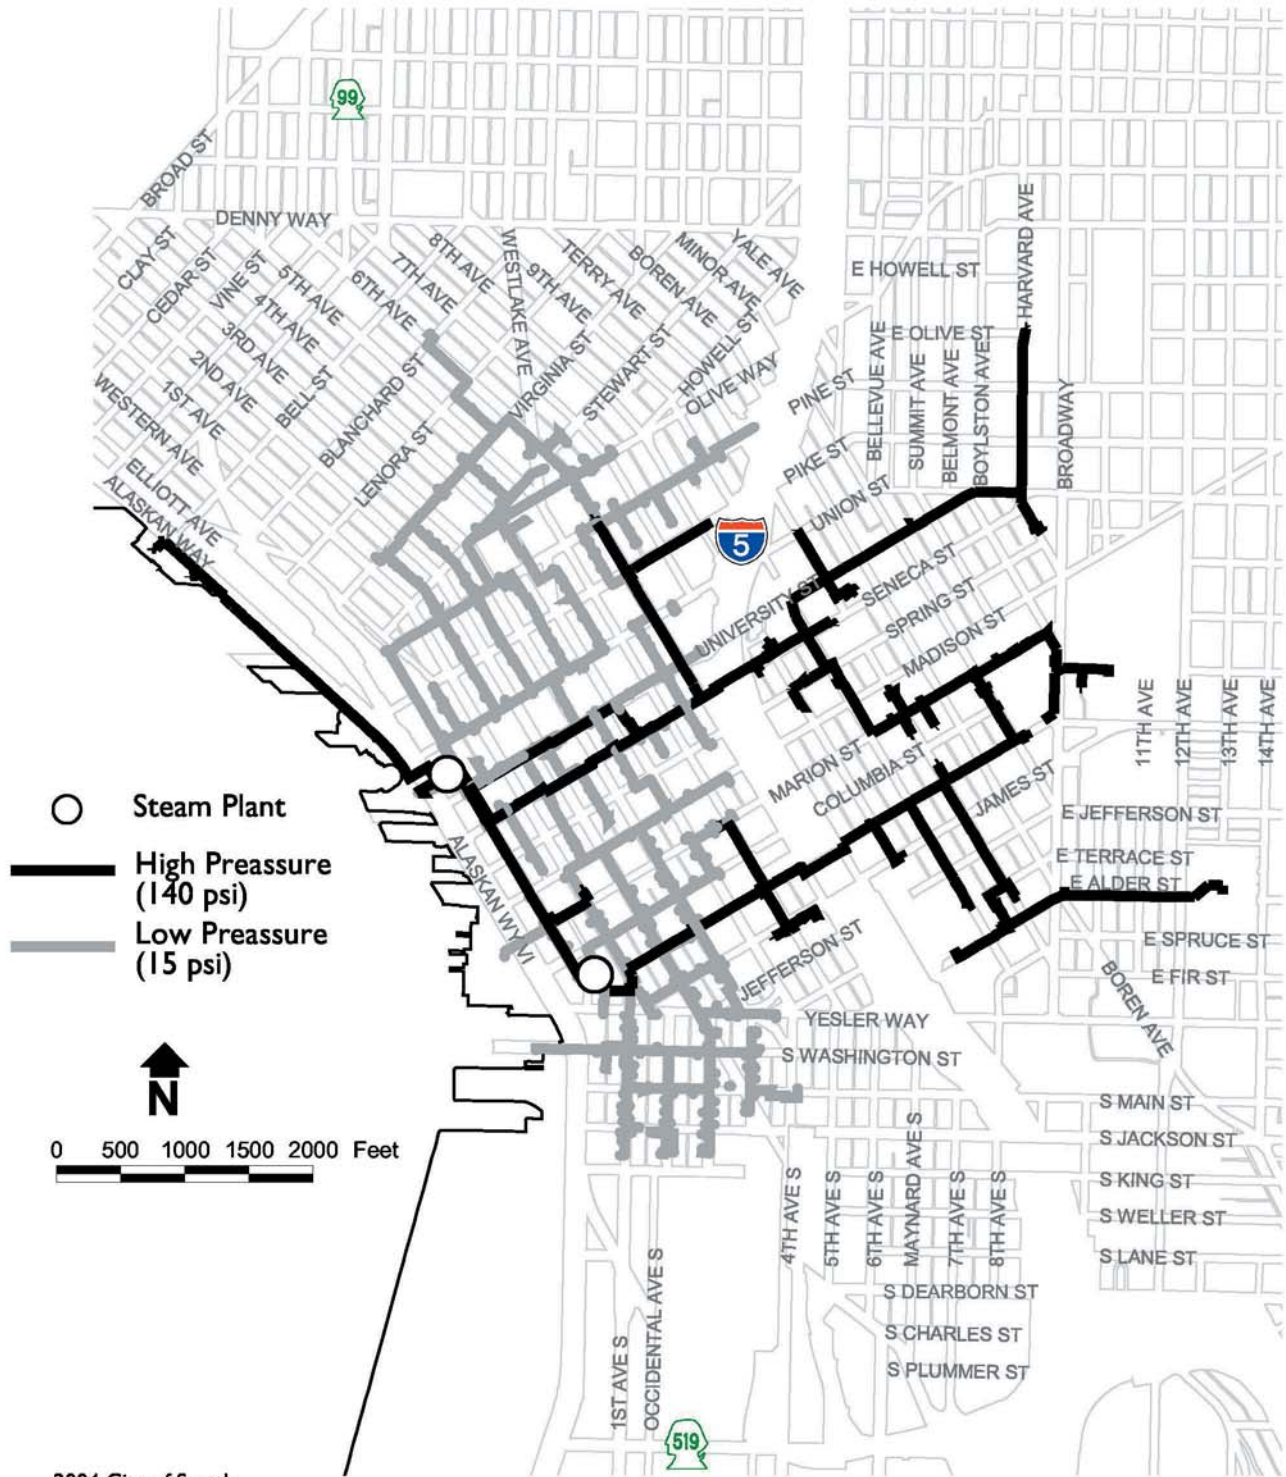 99
BROAD ST
DENNY WAY
CLAY ST
CEDAR ST
VINE ST
5TH AVE
4TH AVE
3RD AVE
2ND AVE
1ST AVE
WESTERN AVE
ELLIOTT AVE
ALASKAN WAY
6TH AVE
7TH AVE
8TH AVE
WESTLAKE AVE
9TH AVE
TERRY AVE
BOREN AVE
MINOR AVE
YALE AVE
BELL ST
BLANCHARD ST
LENORA ST
VIRGINIA ST
STEWART ST
HOWELL ST
OLIVE WAY
PINE ST
PIKE ST
UNION ST
E HOWELL ST
E OLIVE ST
HARVARD AVE
BELLEVUE AVE
SUMMIT AVE
BELMONT AVE
BOYLSTON AVE
BROADWAY
5
UNIVERSITY ST
SENECA ST
SPRING ST
MADISON ST
MARION ST
COLUMBIA ST
JAMES ST
11TH AVE
12TH AVE
13TH AVE
14TH AVE
E JEFFERSON ST
E TERRACE ST
E ALDER ST
E SPRUCE ST
E FIR ST
BOREN AVE
JEFFERSON ST
YESLER WAY
S WASHINGTON ST
ALASKAN WY VI
Steam Plant
High Preassure
(140 psi)
Low Preassure
(15 psi)
N
0 500 1000 1500 2000 Feet
S MAIN ST
S JACKSON ST
S KING ST
S WELLER ST
S LANE ST
4TH AVE S
5TH AVE S
6TH AVE S
MAYNARD AVE S
7TH AVE S
8TH AVE S
S DEARBORN ST
S CHARLES ST
S PLUMMER ST
1ST AVE S
OCCIDENTAL AVE S
519